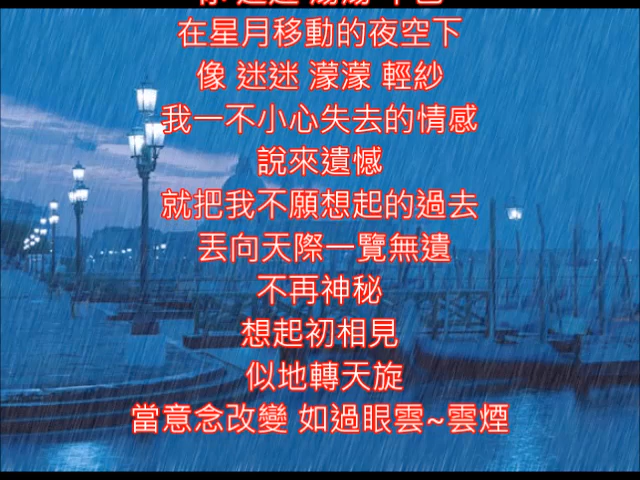 在星月移動的夜空下
像 迷迷 濛濛 輕紗
我一不小心失去的情感
說來遺憾
就把我不願想起的過去
丟向天際一覽無遺
不再神秘
想起初相見
似地轉天旋
當意念改變 如過眼雲~雲煙